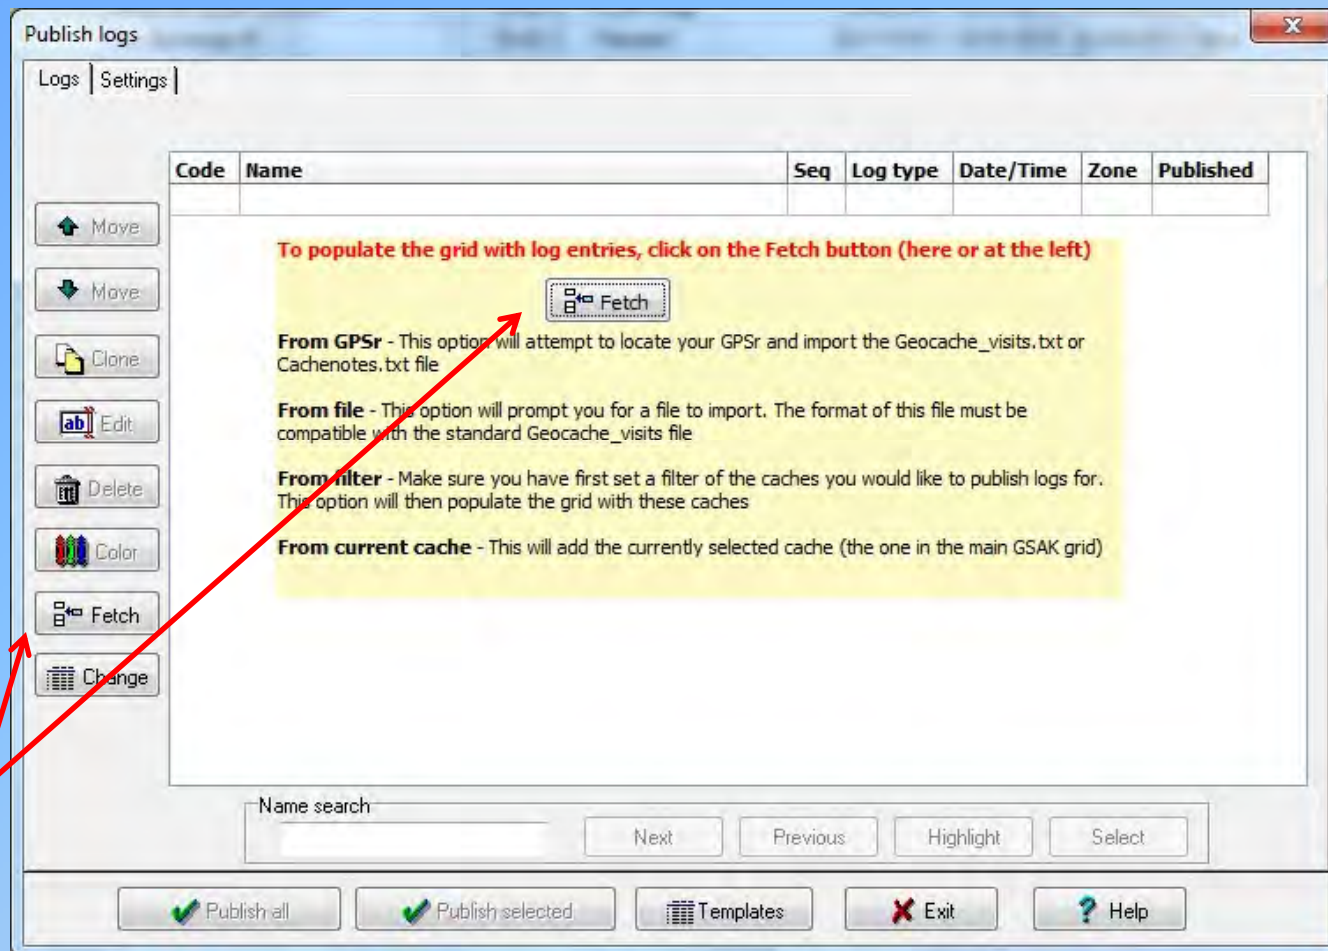 Publish logs
Logs Settings
Code Name Seq Log type Date/Time Zone Published
Move
Move
Clone
Edit
Delete
Color
Fetch
Change
To populate the grid with log entries, click on the Fetch button (here or at the left)
Fetch
From GPSr - This option will attempt to locate your GPSr and import the Geocache_visits.txt or
Cachenotes.txt file
From file - This option will prompt you for a file to import. The format of this file must be
compatible with the standard Geocache_visits file
From filter - Make sure you have first set a filter of the caches you would like to publish logs for.
This option will then populate the grid with these caches
From current cache - This will add the currently selected cache (the one in the main GSAK grid)
Name search
Next Previous Highlight Select
Publish all Publish selected Templates Exit Help